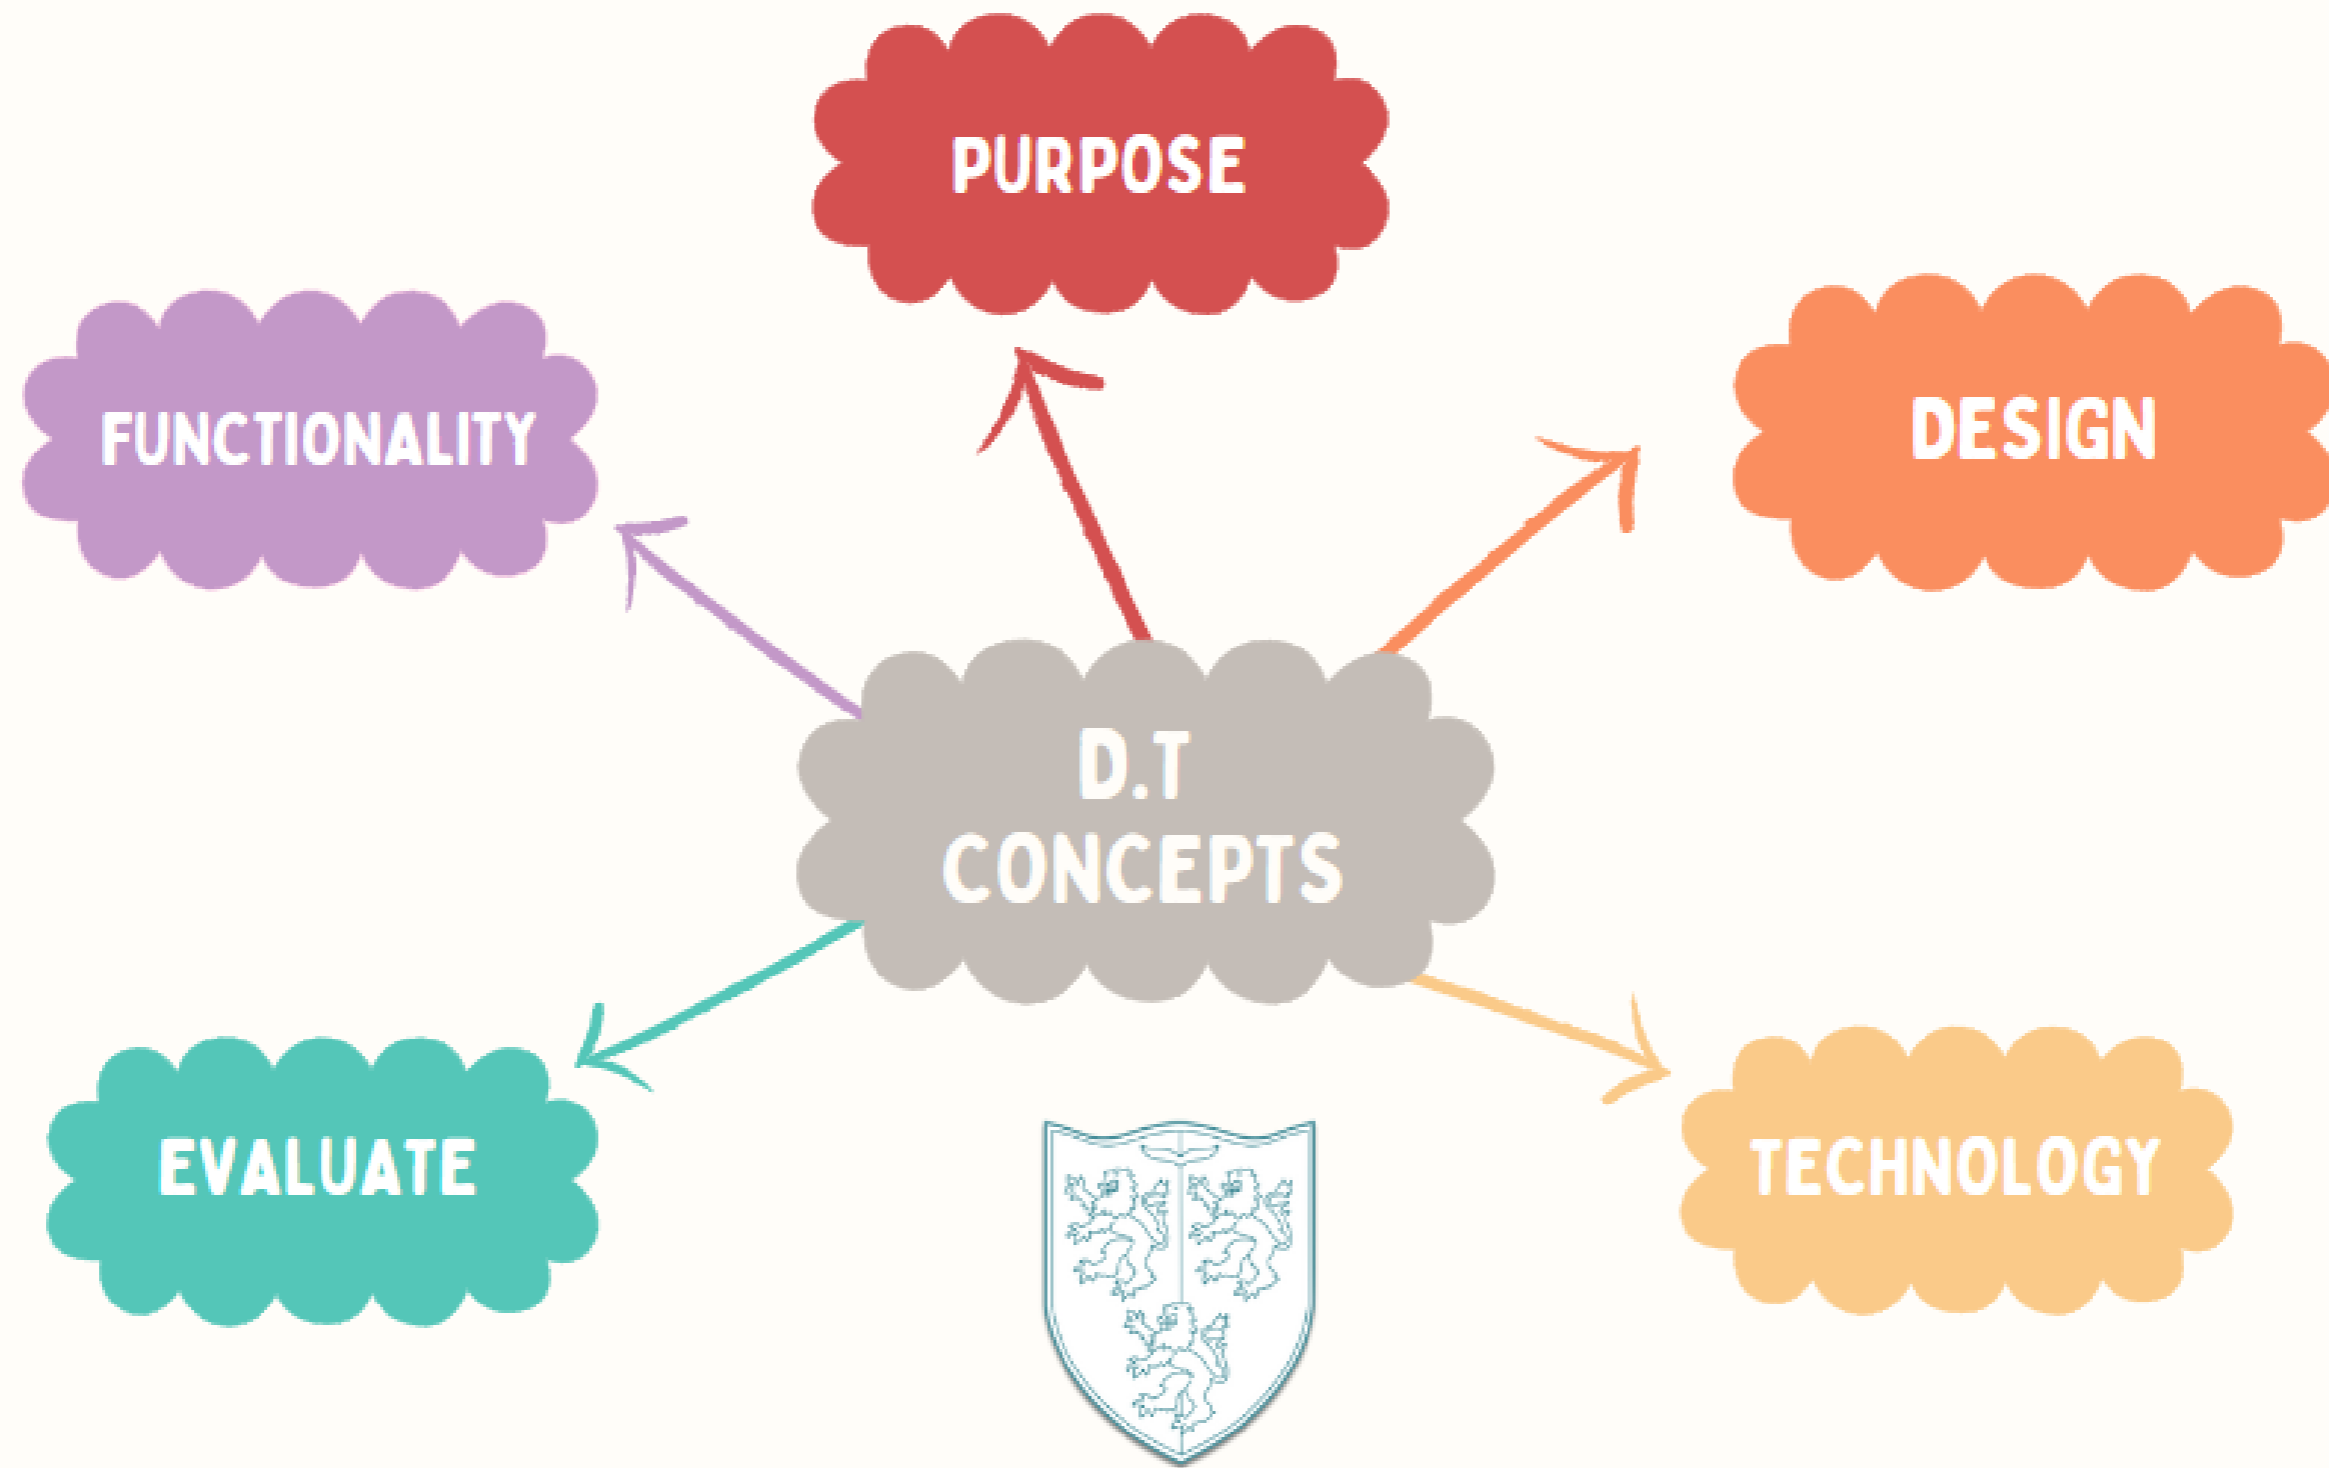 PURPOSE
FUNCTIONALITY
DESIGN
D.T
CONCEPTS
EVALUATE
TECHNOLOGY